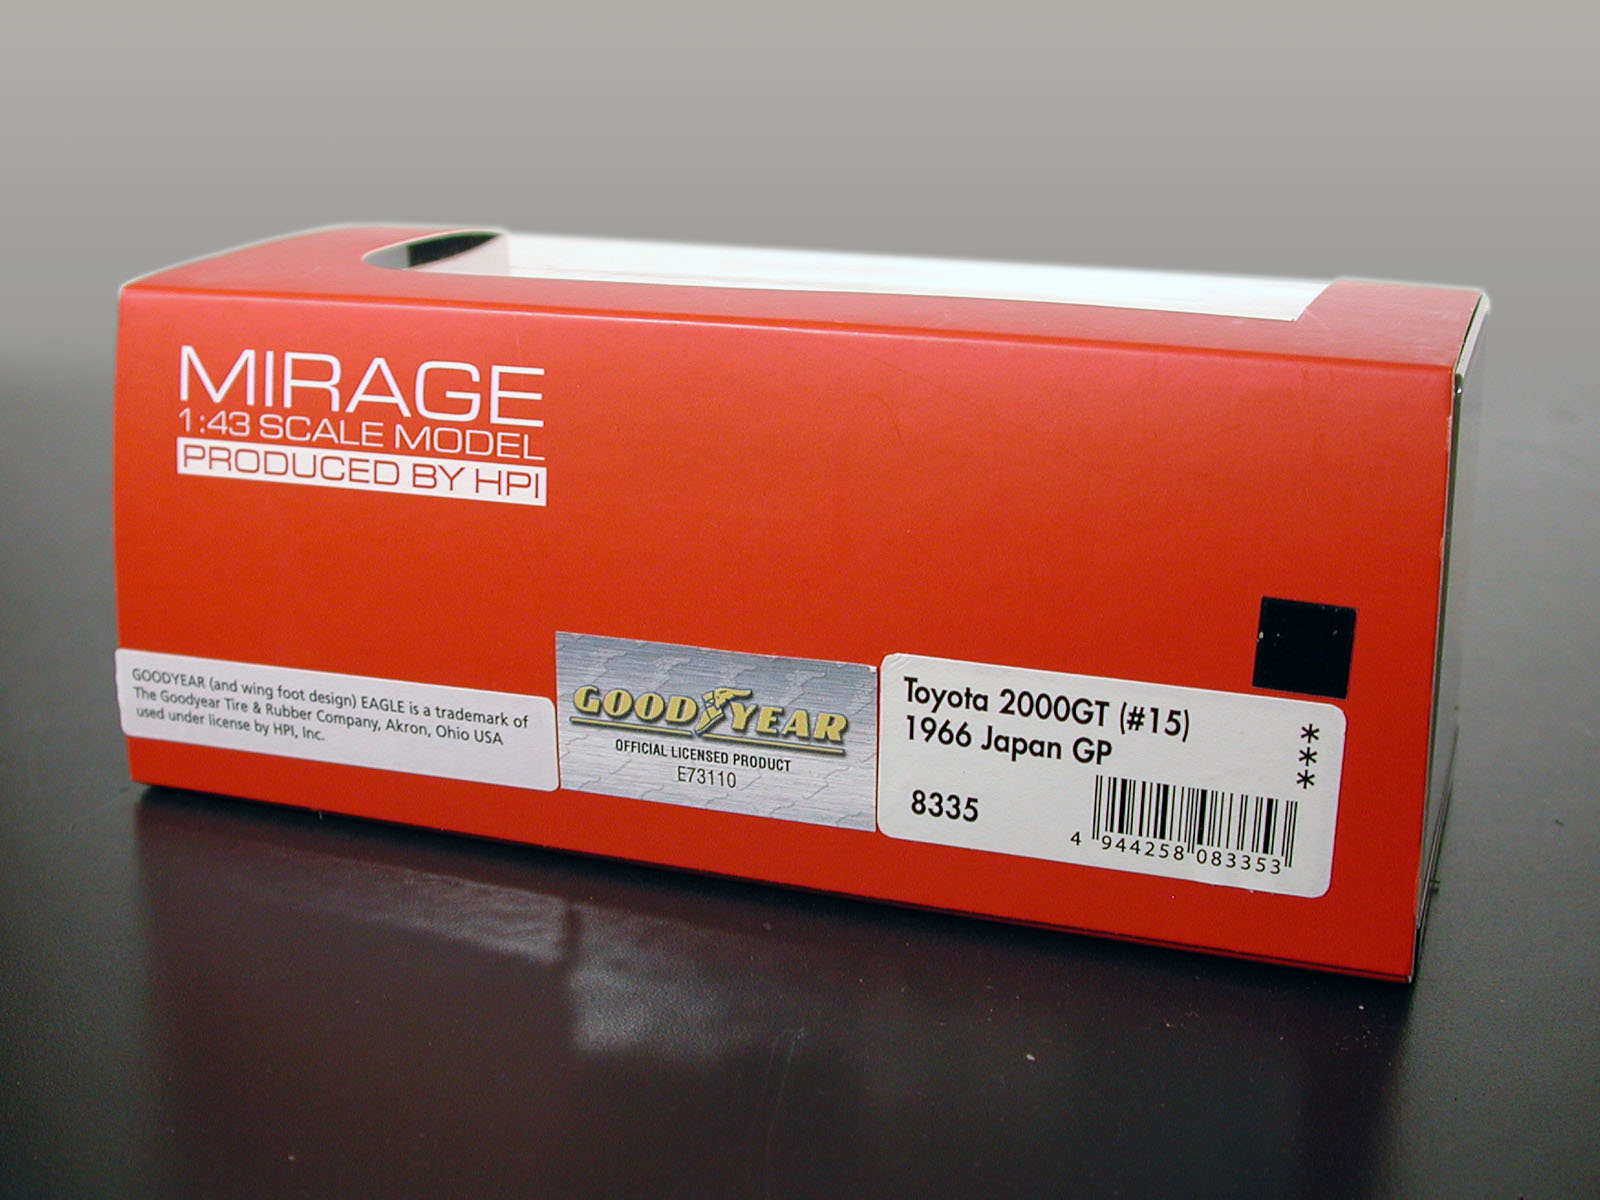 MIRAGE
1:43 SCALE MODEL
PRODUCED BY HPI
GOODYEAR (and wing foot design) EAGLE is a trademark of
The Goodyear Tire & Rubber Company, Akron, Ohio USA
used under license by HPI, Inc.
GOODYEAR
OFFICIAL LICENSED PRODUCT
E73110
Toyota 2000GT (#15)
1966 Japan GP
***
8335
4 944258 083353